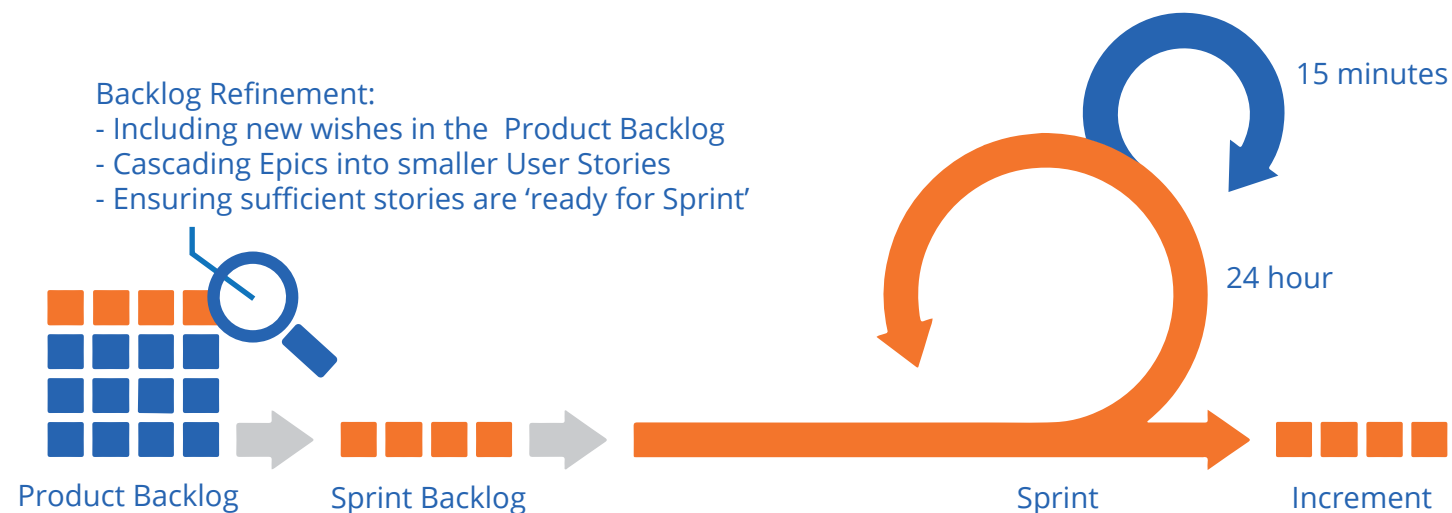 Backlog Refinement:
- Including new wishes in the  Product Backlog
- Cascading Epics into smaller User Stories
- Ensuring sufficient stories are ‘ready for Sprint’
15 minutes
24 hour
Product Backlog
Sprint Backlog
Sprint
Increment